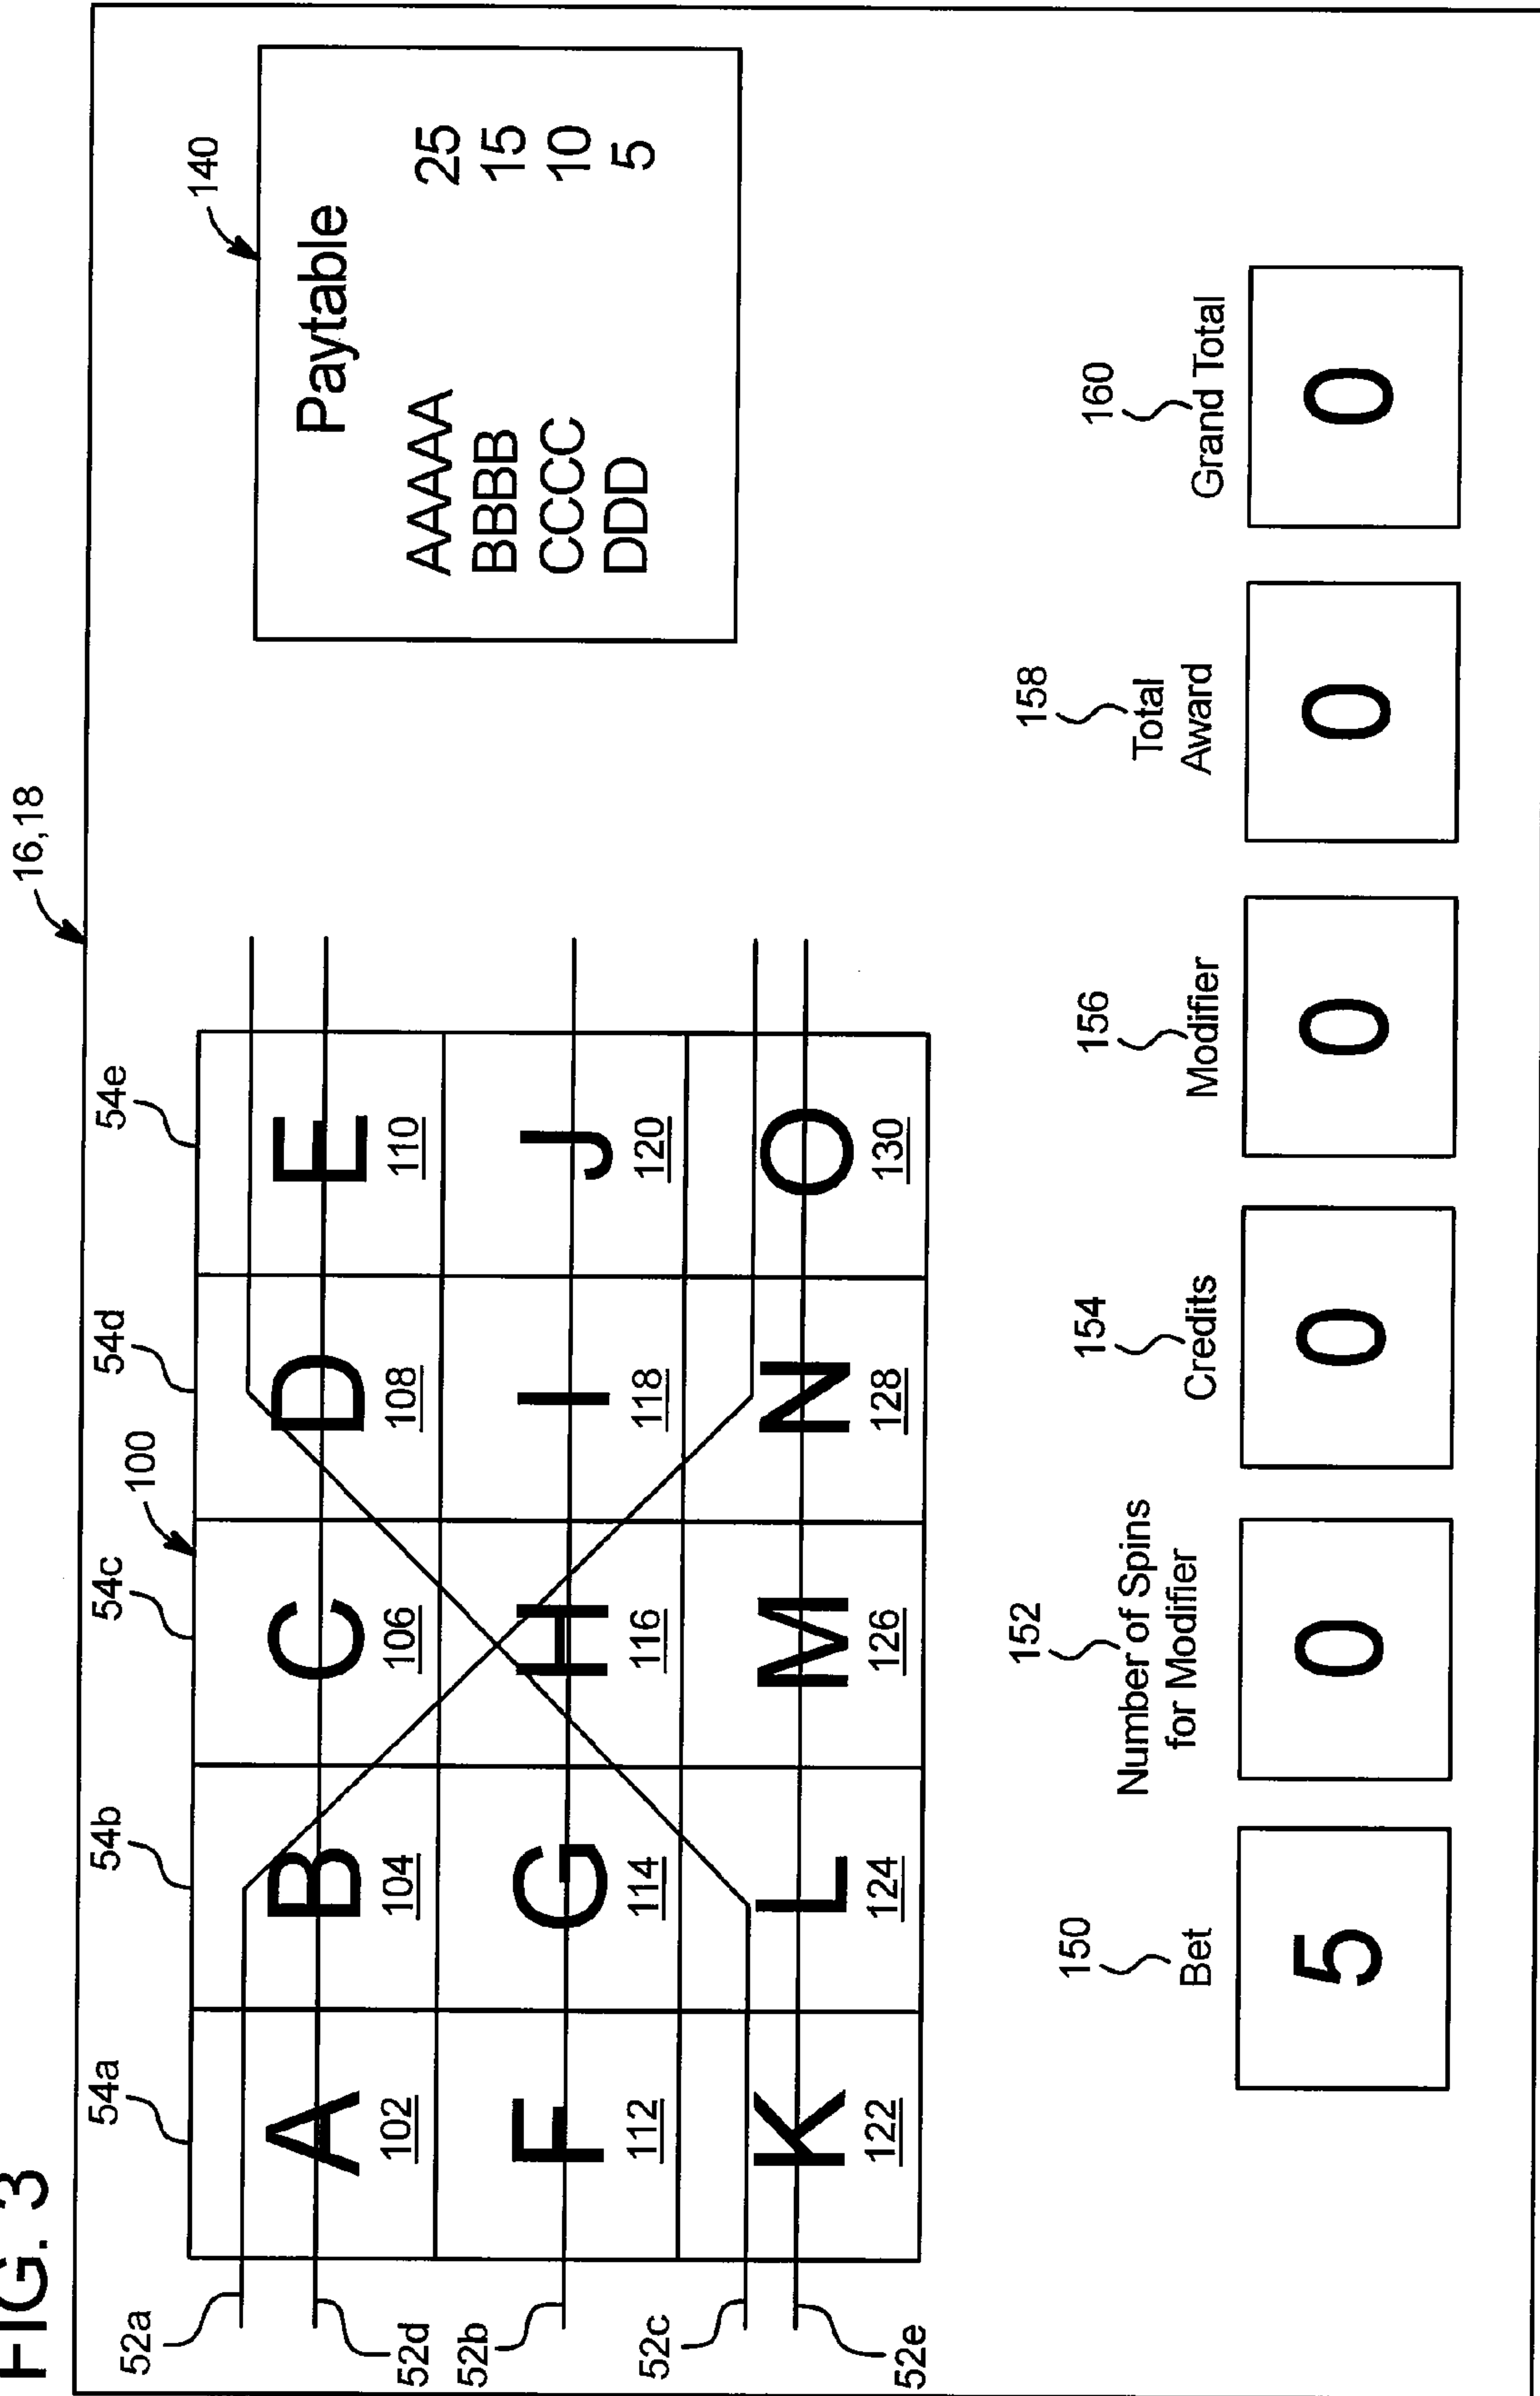 FIG. 3
16,18
54a 54b 54c 100 54d 54e
52a
A B C D E
102 104 106 108 110
52d
52b
F G H I J
112 114 116 118 120
52c
K L M N O
122 124 126 128 130
52e
140
Paytable
AAAAA 25
BBBB 15
CCCC 10
DDD 5
150
Bet
5
152
Number of Spins
for Modifier
0
154
Credits
0
156
Modifier
0
158
Total
Award
0
160
Grand Total
0